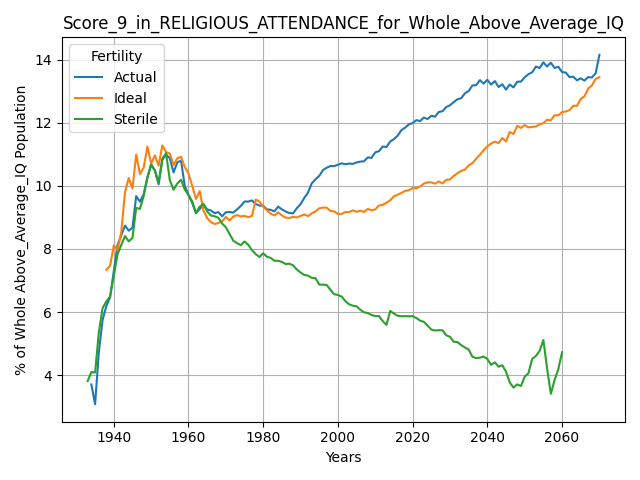 Score_9_in_RELIGIOUS_ATTENDANCE_for_Whole_Above_Average_IQ
Fertility
Actual
Ideal
Sterile
14
12
10
8
6
4
% of Whole Above_Average_IQ Population
1940 1960 1980 2000 2020 2040 2060
Years